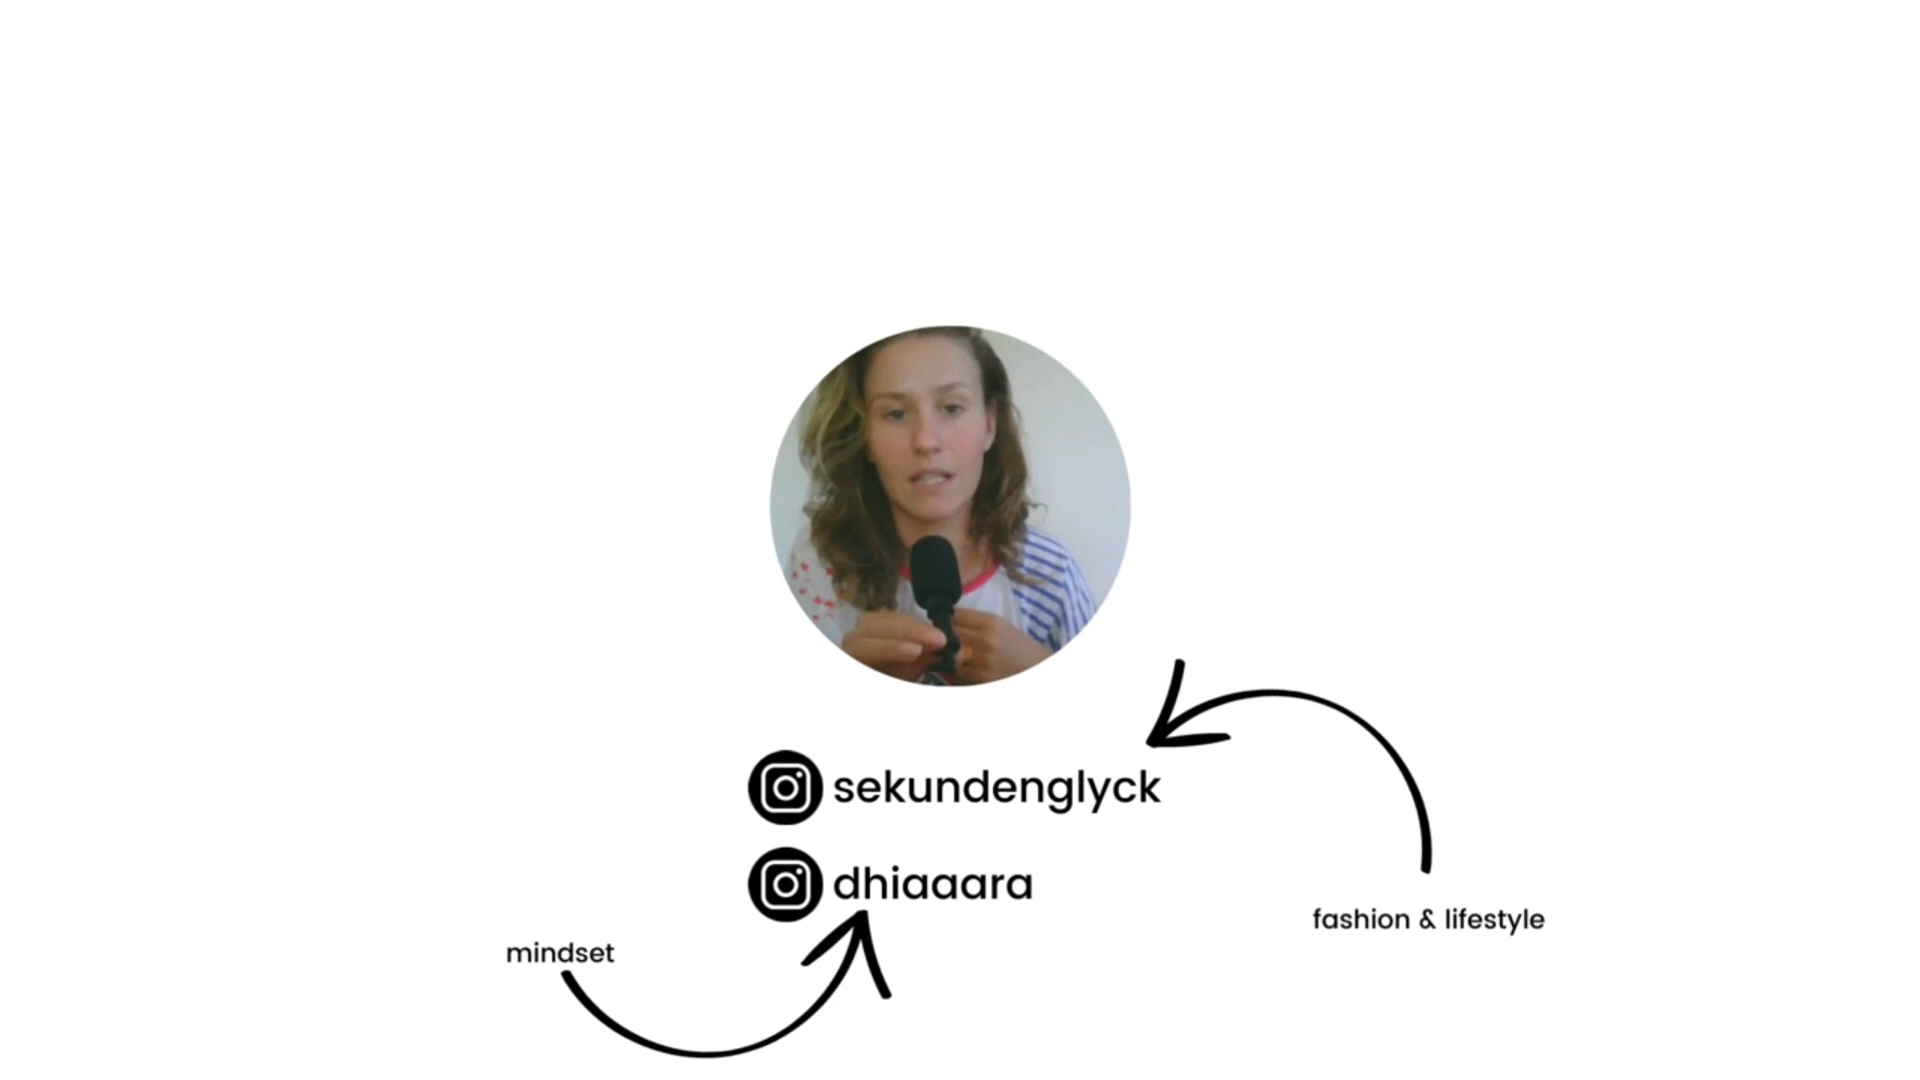 sekundenglyck
dhiaaara
fashion & lifestyle
mindset